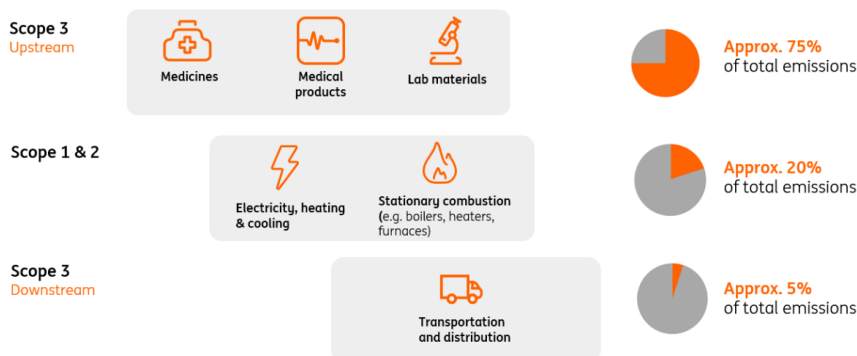 Scope 3
Upstream
Medicines
Medical
products
Lab materials
Approx. 75%
of total emissions
Scope 1 & 2
Electricity, heating
& cooling
Stationary combustion
(e.g. boilers, heaters,
furnaces)
Approx. 20%
of total emissions
Scope 3
Downstream
Transportation
and distribution
Approx. 5%
of total emissions